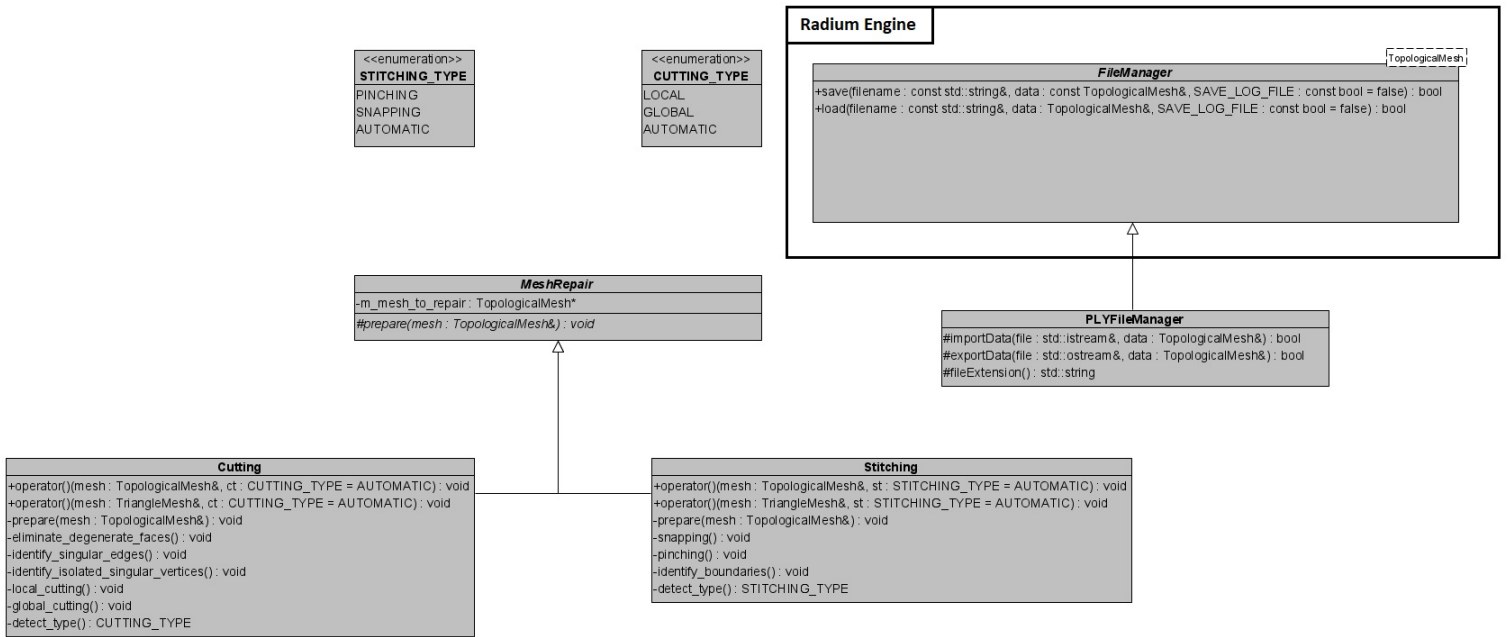 Radium Engine
TopologicalMesh
FileManager
+save(filename : const std::string&, data : const TopologicalMesh&, SAVE_LOG_FILE : const bool = false) : bool
+load(filename : const std::string&, data : TopologicalMesh&, SAVE_LOG_FILE : const bool = false) : bool
<<enumeration>>
STITCHING_TYPE
PINCHING
SNAPPING
AUTOMATIC
<<enumeration>>
CUTTING_TYPE
LOCAL
GLOBAL
AUTOMATIC
MeshRepair
-m_mesh_to_repair : TopologicalMesh*
#prepare(mesh : TopologicalMesh&) : void
PLYFileManager
#importData(file : std::istream&, data : TopologicalMesh&) : bool
#exportData(file : std::ostream&, data : TopologicalMesh&) : bool
#fileExtension() : std::string
Cutting
+operator()(mesh : TopologicalMesh&, ct : CUTTING_TYPE = AUTOMATIC) : void
+operator()(mesh : TriangleMesh&, ct : CUTTING_TYPE = AUTOMATIC) : void
-prepare(mesh : TopologicalMesh&) : void
-eliminate_degenerate_faces() : void
-identify_singular_edges() : void
-identify_isolated_singular_vertices() : void
-local_cutting() : void
-global_cutting() : void
-detect_type() : CUTTING_TYPE
Stitching
+operator()(mesh : TopologicalMesh&, st : STITCHING_TYPE = AUTOMATIC) : void
+operator()(mesh : TriangleMesh&, st : STITCHING_TYPE = AUTOMATIC) : void
-prepare(mesh : TopologicalMesh&) : void
-snapping() : void
-pinching() : void
-identify_boundaries() : void
-detect_type() : STITCHING_TYPE